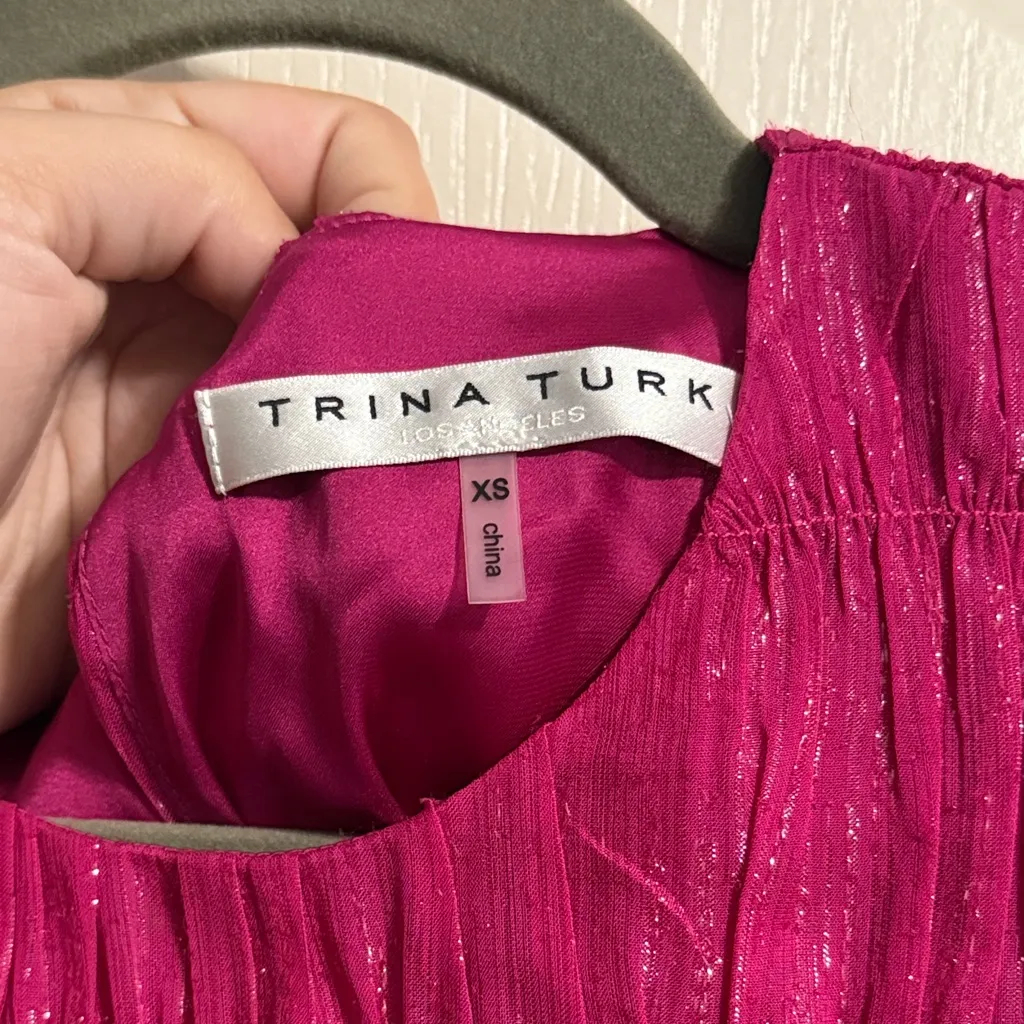 TRINA TURK
LOS ANGELES
XS
china